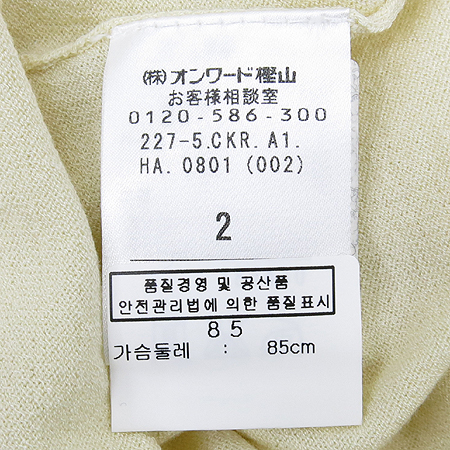 (株)オンワード樫山
お客様相談室
0120-586-300
227-5.CKR.A1.
HA.0801 (002)
2
품질경영 및 공산품
안전관리법에 의한 품질표시
85
가슴둘레 : 85cm